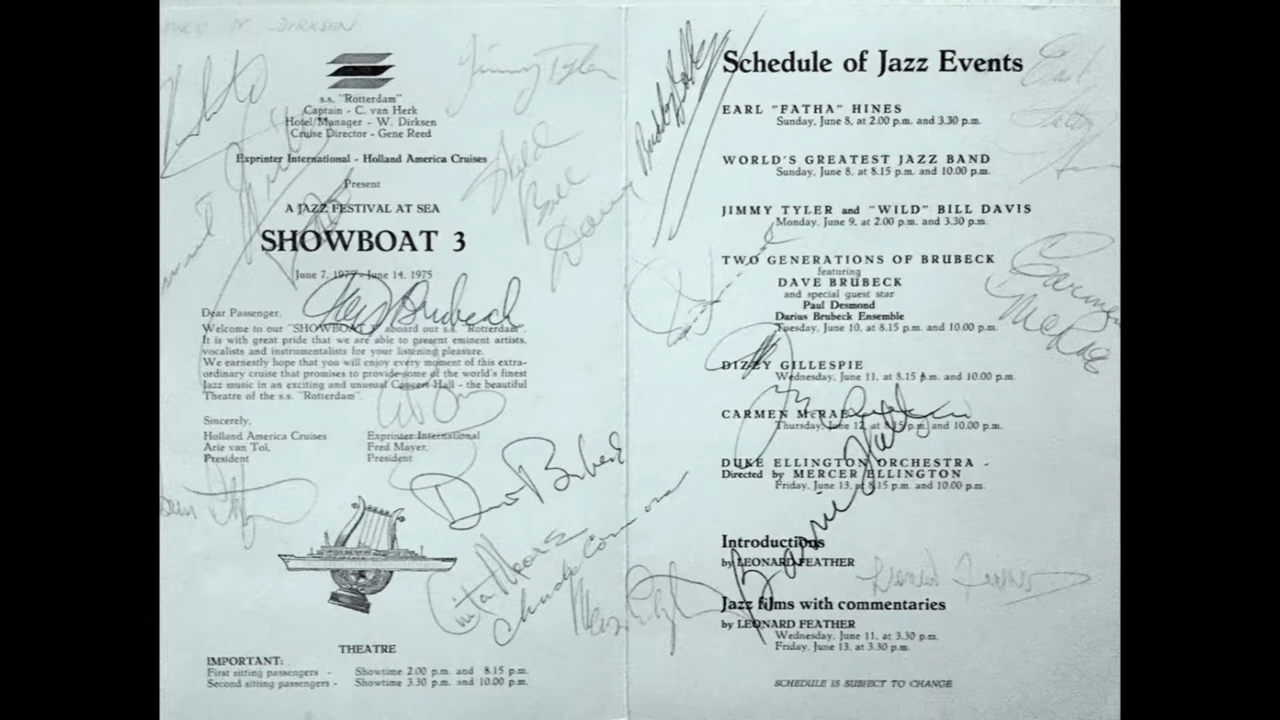 s.s. "Rotterdam"
Captain - C. van Herk
Hotel Manager - W. Dirksen
Cruise Director - Gene Reed
Exprinter International - Holland America Cruises
Present
A JAZZ FESTIVAL AT SEA
SHOWBOAT 3
June 7, 1975 - June 14, 1975
Dear Passenger,
Welcome to our "SHOWBOAT 3" aboard our s.s. "Rotterdam".
It is with great pride that we are able to present eminent artists,
vocalists and instrumentalists for your listening pleasure.
We earnestly hope that you will enjoy every moment of this extra-
ordinary cruise that promises to provide some of the world's finest
Jazz music in an exciting and unusual Concert Hall - the beautiful
Theatre of the s.s. "Rotterdam".
Sincerely,
Holland America Cruises
Arie van Tol,
President
Exprinter International
Fred Mayer,
President
THEATRE
IMPORTANT:
First sitting passengers - Showtime 2.00 p.m. and 8.15 p.m.
Second sitting passengers - Showtime 3.30 p.m. and 10.00 p.m.
DIRKSEN
Jimmy Tyler
Wild
Bill
Davis
Brubeck
Dave Brubeck
Anita Moore
Chuck Connors
Schedule of Jazz Events
EARL "FATHA" HINES
Sunday, June 8, at 2.00 p.m. and 3.30 p.m.
WORLD'S GREATEST JAZZ BAND
Sunday, June 8, at 8.15 p.m. and 10.00 p.m.
JIMMY TYLER and "WILD" BILL DAVIS
Monday, June 9, at 2.00 p.m. and 3.30 p.m.
TWO GENERATIONS OF BRUBECK
featuring
DAVE BRUBECK
and special guest star
Paul Desmond
Darius Brubeck Ensemble
Tuesday, June 10, at 8.15 p.m. and 10.00 p.m.
DIZZY GILLESPIE
Wednesday, June 11, at 8.15 p.m. and 10.00 p.m.
CARMEN McRAE
Thursday, June 12, at 8.15 p.m. and 10.00 p.m.
DUKE ELLINGTON ORCHESTRA -
Directed by MERCER ELLINGTON
Friday, June 13, at 8.15 p.m. and 10.00 p.m.
Introductions
by LEONARD FEATHER
Jazz films with commentaries
by LEONARD FEATHER
Wednesday, June 11, at 3.30 p.m.
Friday, June 13, at 3.30 p.m.
SCHEDULE IS SUBJECT TO CHANGE
Earl
Fatha
Carmen
McRae
Leonard Feather